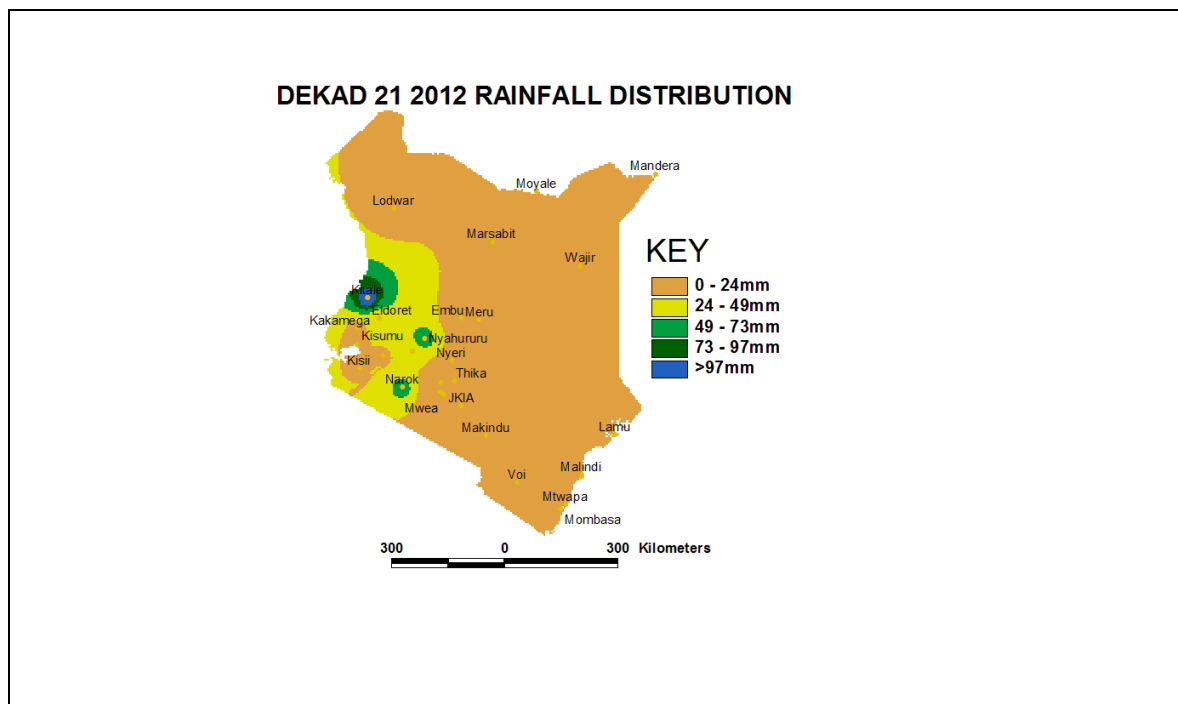 DEKAD 21 2012 RAINFALL DISTRIBUTION
Mandera
Moyale
Lodwar
Marsabit
Wajir
KEY
0 - 24mm
24 - 49mm
49 - 73mm
73 - 97mm
>97mm
Kitale
Eldoret
Embu
Meru
Kakamega
Kisumu
Nyahururu
Nyeri
Kisii
Thika
Narok
JKIA
Mwea
Makindu
Lamu
Malindi
Voi
Mtwapa
Mombasa
300 0 300 Kilometers